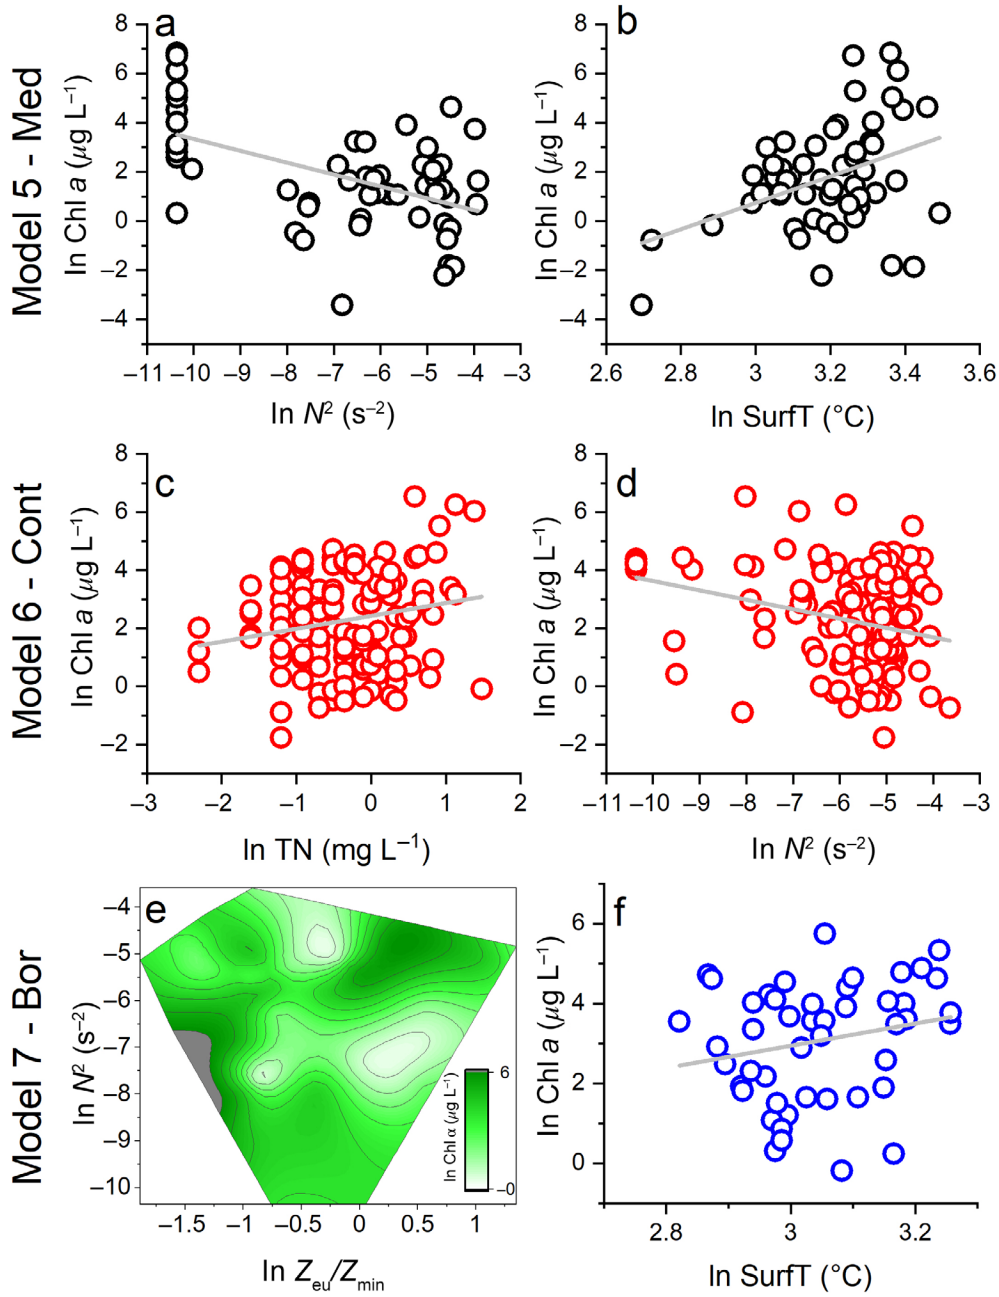 Model 5 - Med
a
ln Chl a (μg L⁻¹)
8
6
4
2
0
−2
−4
−11 −10 −9 −8 −7 −6 −5 −4 −3
ln N² (s⁻²)
b
ln Chl a (μg L⁻¹)
8
6
4
2
0
−2
−4
2.6 2.8 3 3.2 3.4 3.6
ln SurfT (°C)
Model 6 - Cont
c
ln Chl a (μg L⁻¹)
8
6
4
2
0
−2
−3 −2 −1 0 1 2
ln TN (mg L⁻¹)
d
ln Chl a (μg L⁻¹)
8
6
4
2
0
−2
−11 −10 −9 −8 −7 −6 −5 −4 −3
ln N² (s⁻²)
Model 7 - Bor
e
ln N² (s⁻²)
−4
−5
−6
−7
−8
−9
−10
ln Chl α (μg L⁻¹)
6
−0
−1.5 −1 −0.5 0 0.5 1
ln Zeu/Zmin
f
ln Chl a (μg L⁻¹)
6
4
2
0
2.8 3 3.2
ln SurfT (°C)